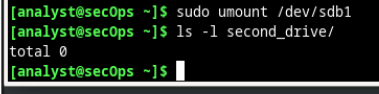 [analyst@secOps ~]$ sudo umount /dev/sdb1
[analyst@secOps ~]$ ls -l second_drive/
total 0
[analyst@secOps ~]$